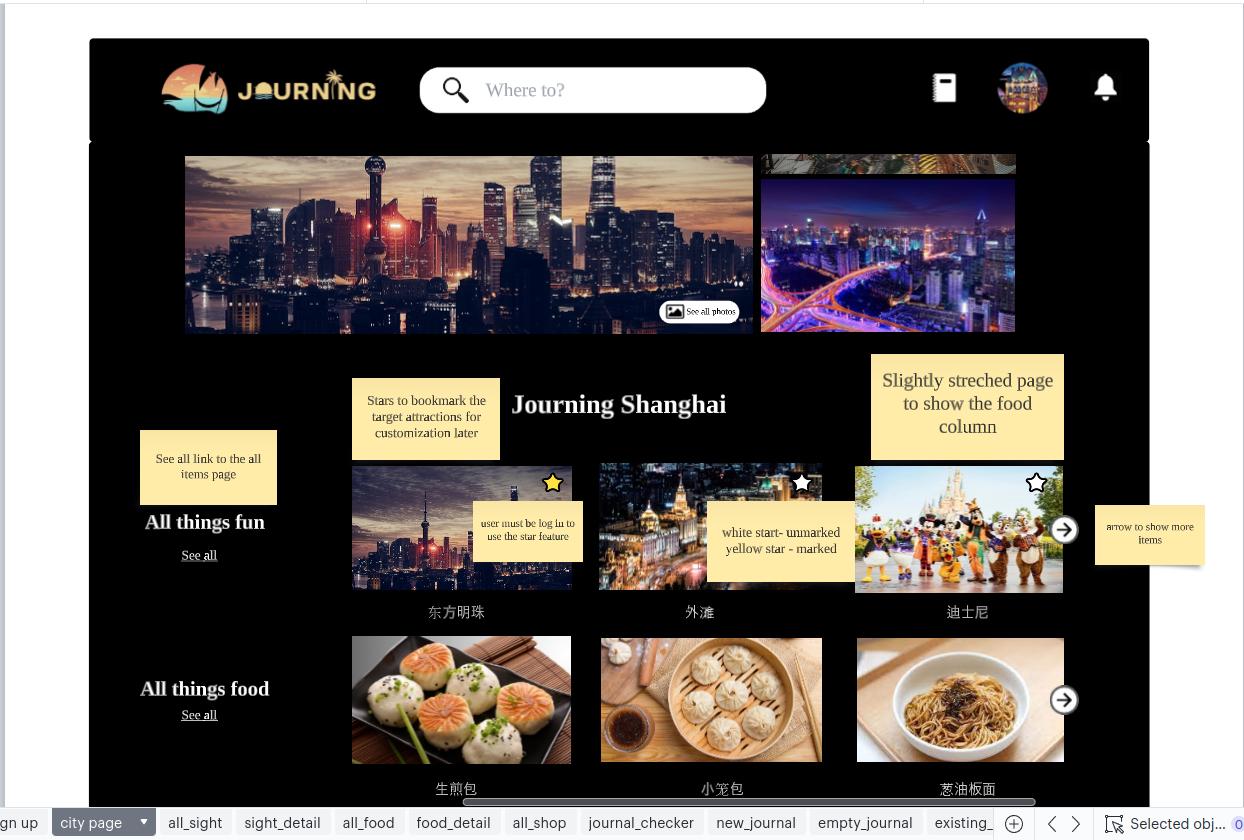 JOURNING
Where to?
See all photos
Stars to bookmark the
target attractions for
customization later
Journing Shanghai
Slightly streched page
to show the food
column
See all link to the all
items page
All things fun
See all
user must be log in to
use the star feature
white start- unmarked
yellow star - marked
arrow to show more
items
东方明珠
外滩
迪士尼
All things food
See all
生煎包
小笼包
葱油板面
gn up
city page
all_sight
sight_detail
all_food
food_detail
all_shop
journal_checker
new_journal
empty_journal
existing_
Selected obj...
0